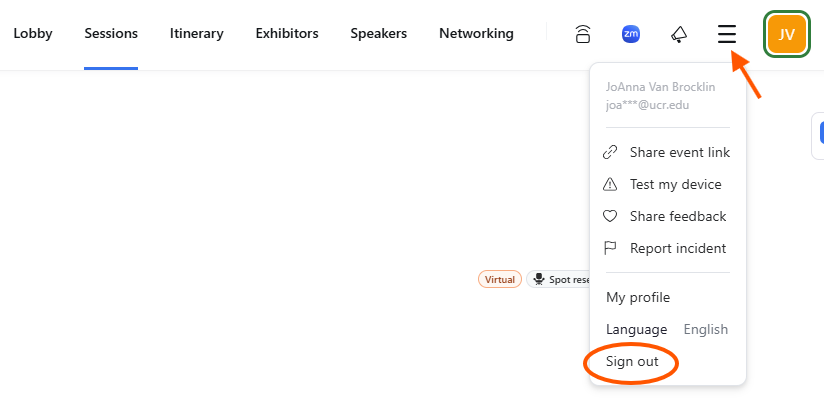 Lobby Sessions Itinerary Exhibitors Speakers Networking zm JV
JoAnna Van Brocklin
joa***@ucr.edu
Share event link
Test my device
Share feedback
Report incident
Virtual Spot rese
My profile
Language English
Sign out